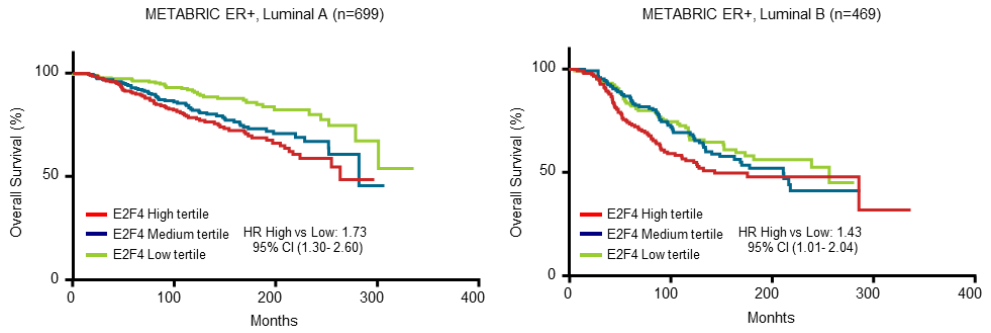 METABRIC ER+, Luminal A (n=699)
Overall Survival (%)
100
50
0
E2F4 High tertile
E2F4 Medium tertile
E2F4 Low tertile
HR High vs Low: 1.73
95% CI (1.30- 2.60)
0 100 200 300 400
Months
METABRIC ER+, Luminal B (n=469)
Overall Survival (%)
100
50
0
E2F4 High tertile
E2F4 Medium tertile
E2F4 Low tertile
HR High vs Low: 1.43
95% CI (1.01- 2.04)
0 100 200 300 400
Monhts